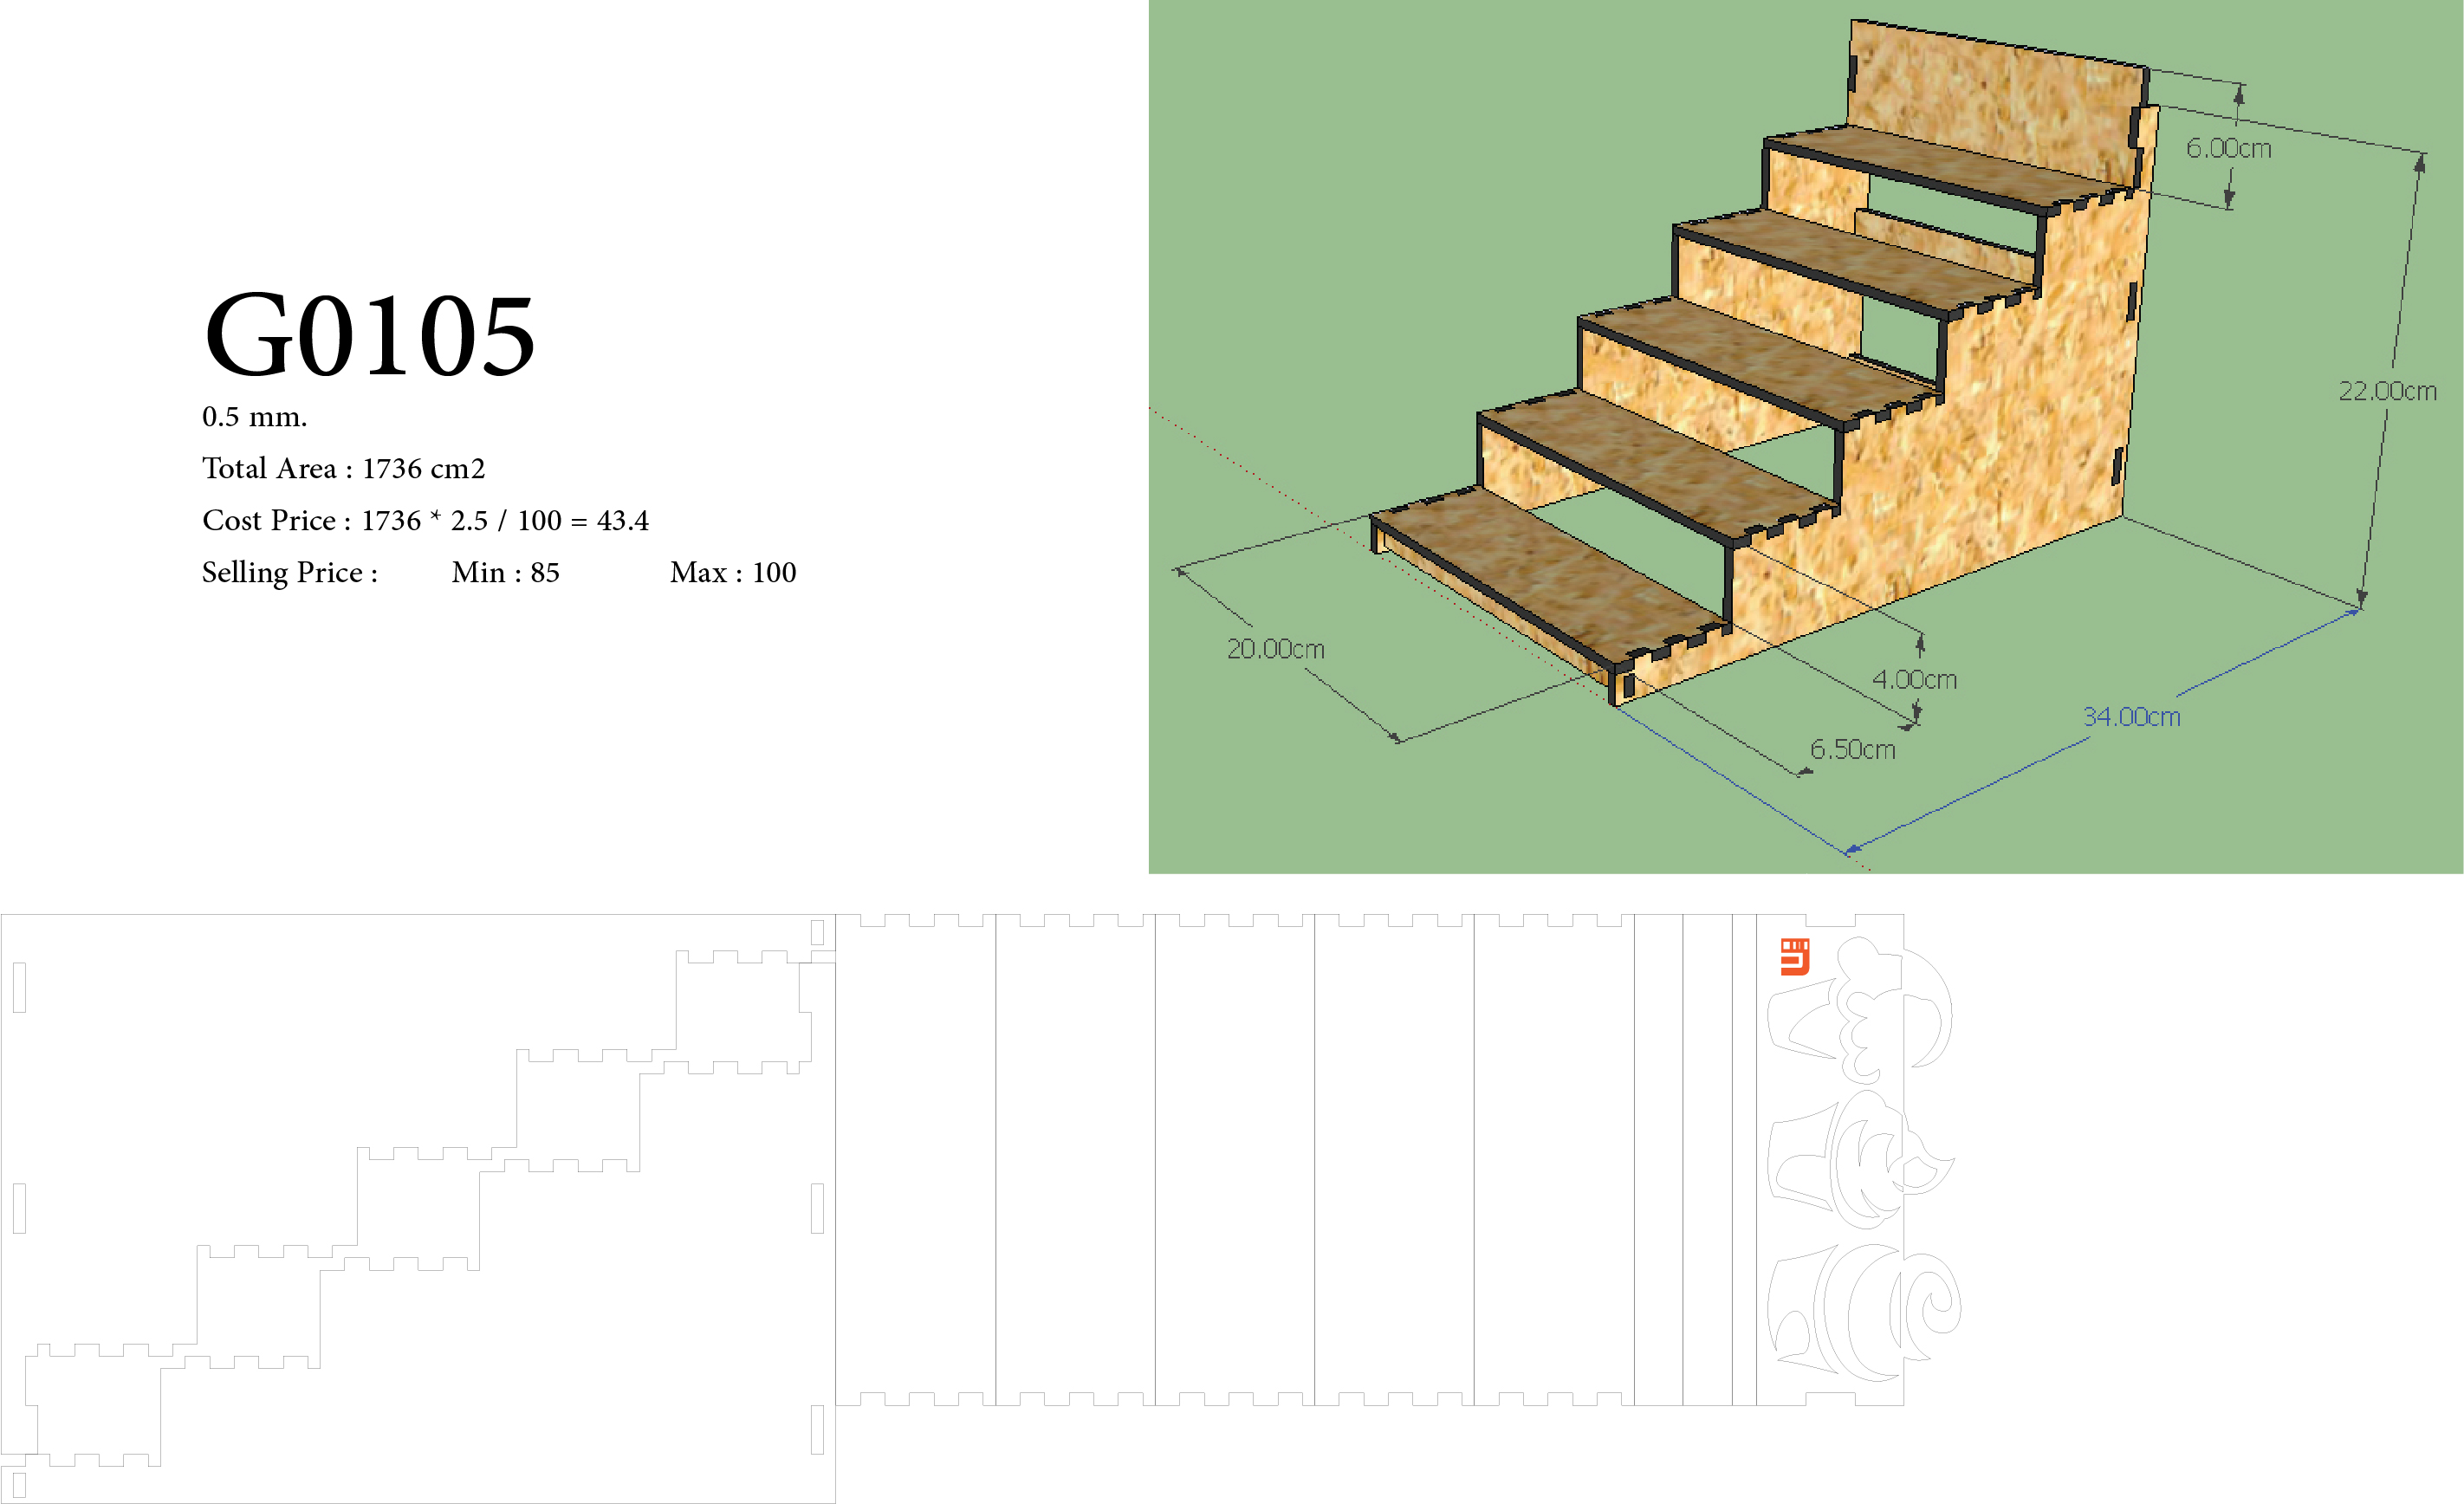 G0105
0.5 mm.
Total Area : 1736 cm2
Cost Price : 1736 * 2.5 / 100 = 43.4
Selling Price : Min : 85 Max : 100
6.00cm
22.00cm
20.00cm
4.00cm
34.00cm
6.50cm